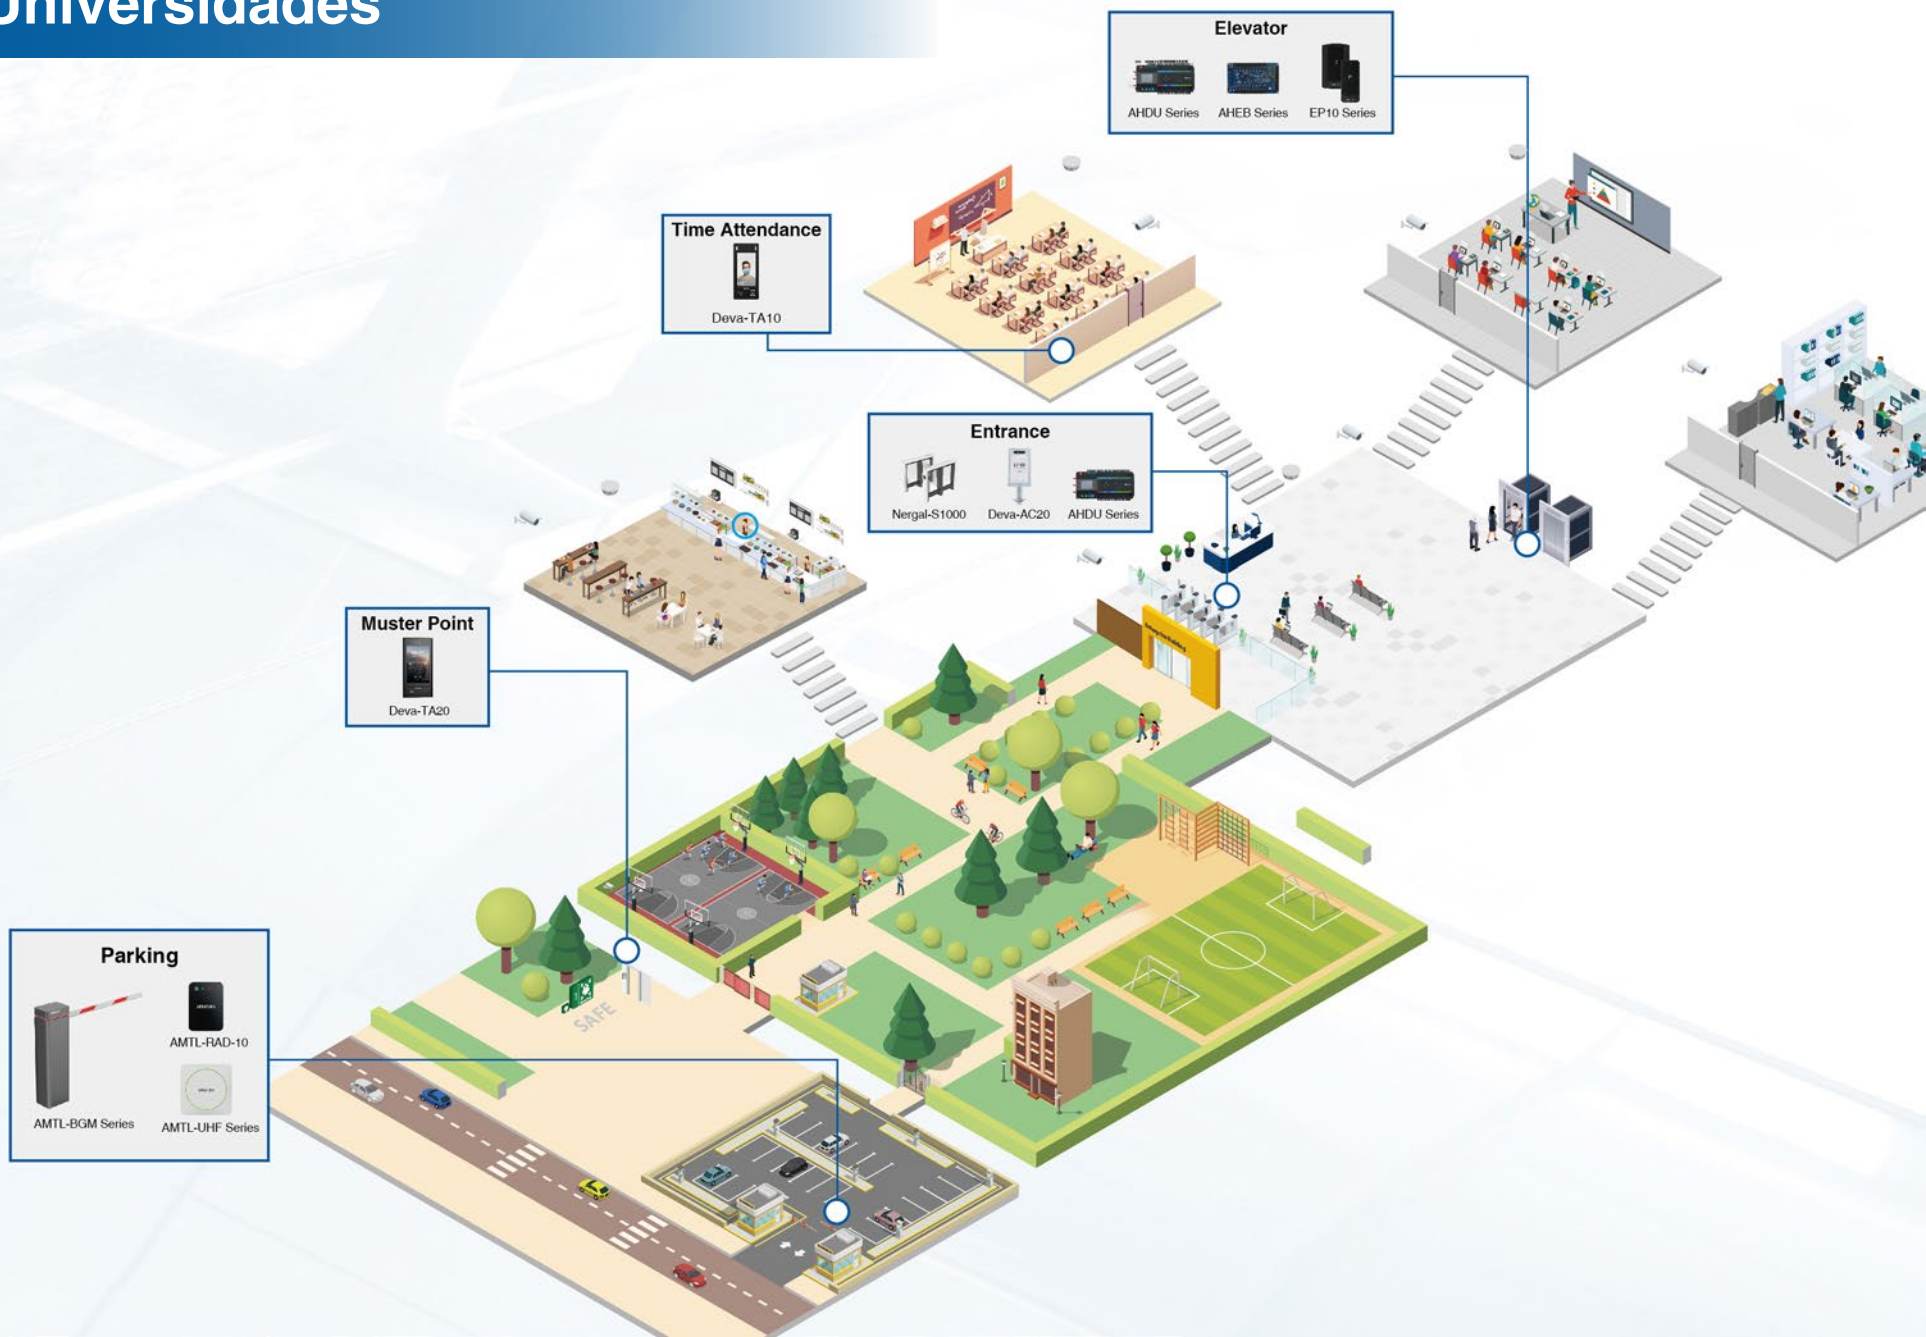 Universidades
Elevator
AHDU Series
AHEB Series
EP10 Series
Time Attendance
Deva-TA10
Entrance
Nergal-S1000
Deva-AC20
AHDU Series
Muster Point
Deva-TA20
Parking
AMTL-RAD-10
AMTL-BGM Series
AMTL-UHF Series
SAFE